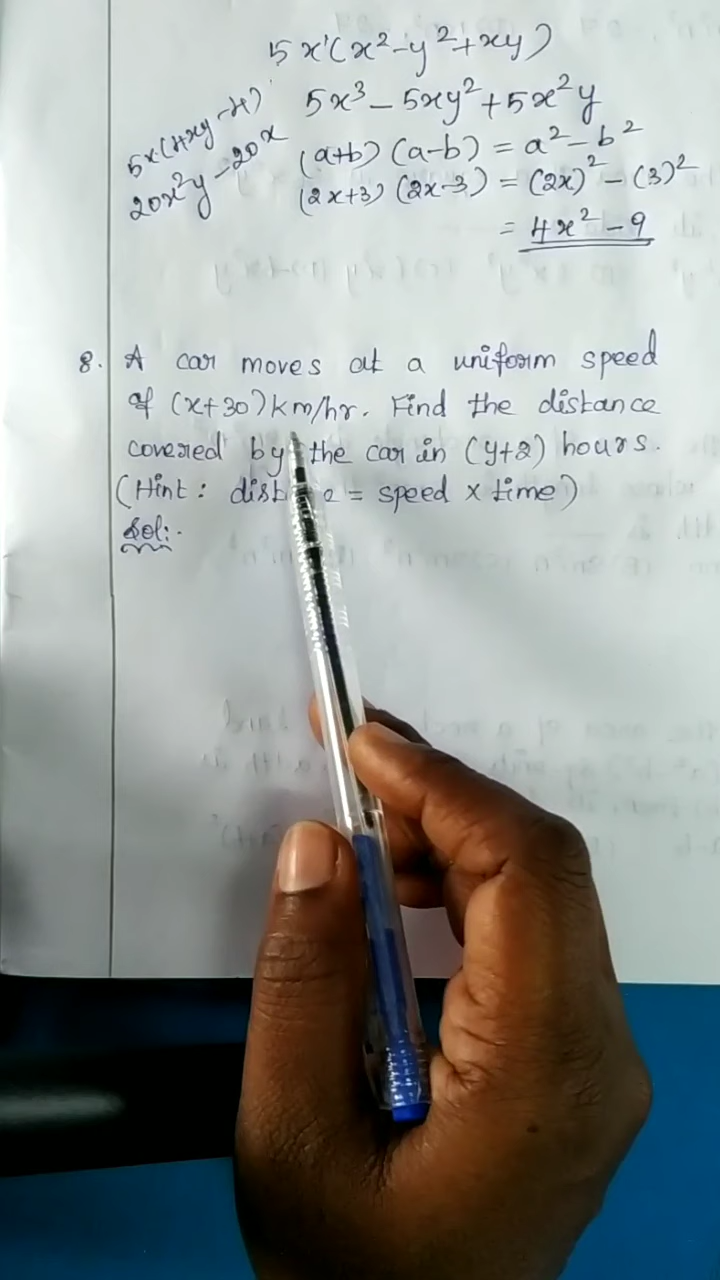 5x(x²-y²+xy)
5x³ - 5xy² + 5x²y
5x(4xy-4)
20x²y - 20x
(a+b) (a-b) = a² - b²
(2x+3) (2x-3) = (2x)² - (3)²
= 4x² - 9
8. A car moves at a uniform speed
of (x+30) km/hr. Find the distance
covered by the car in (y+2) hours.
(Hint: = speed x time)
Sol:-